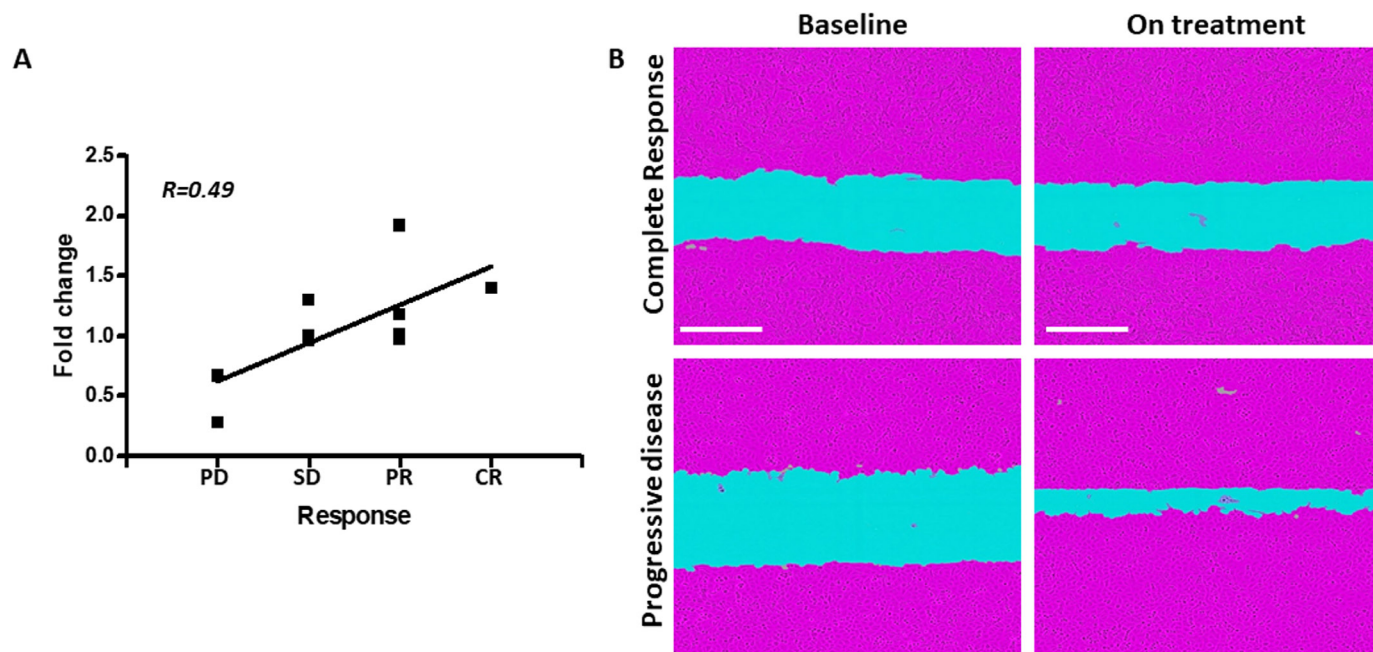 A
R=0.49
Fold change
2.5
2.0
1.5
1.0
0.5
0.0
PD SD PR CR
Response
B
Baseline On treatment
Complete Response
Progressive disease